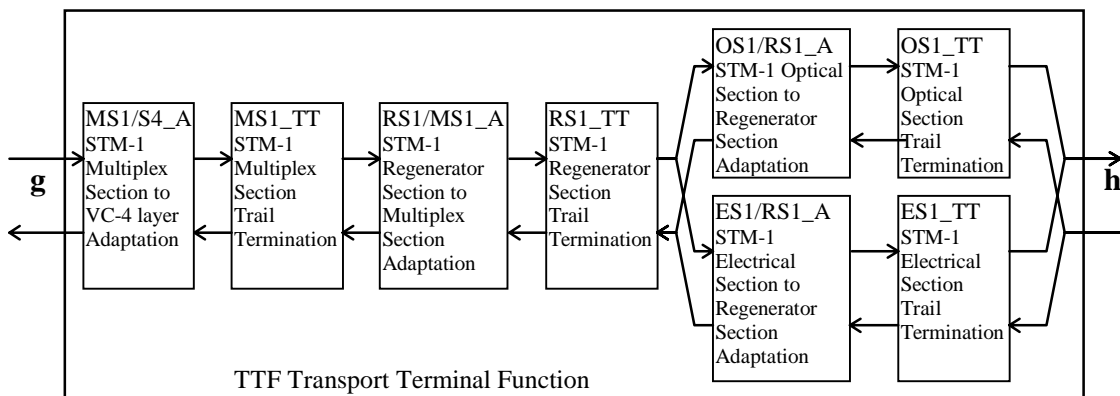 g
MS1/S4_A
STM-1
Multiplex
Section to
VC-4 layer
Adaptation
MS1_TT
STM-1
Multiplex
Section
Trail
Termination
RS1/MS1_A
STM-1
Regenerator
Section to
Multiplex
Section
Adaptation
RS1_TT
STM-1
Regenerator
Section
Trail
Termination
OS1/RS1_A
STM-1 Optical
Section to
Regenerator
Section
Adaptation
OS1_TT
STM-1
Optical
Section
Trail
Termination
ES1/RS1_A
STM-1
Electrical
Section to
Regenerator
Section
Adaptation
ES1_TT
STM-1
Electrical
Section
Trail
Termination
h
TTF Transport Terminal Function